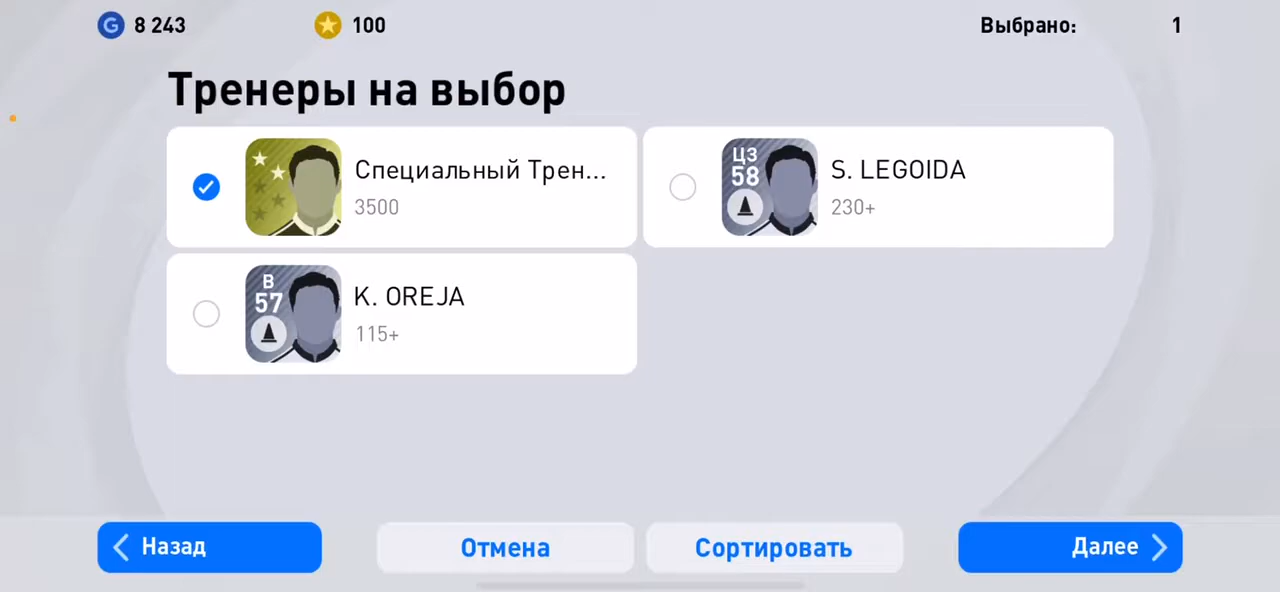 G 8 243
100
Выбрано: 1
Тренеры на выбор
Специальный Трен...
3500
ЦЗ
58
S. LEGOIDA
230+
В
57
K. OREJA
115+
Назад
Отмена
Сортировать
Далее